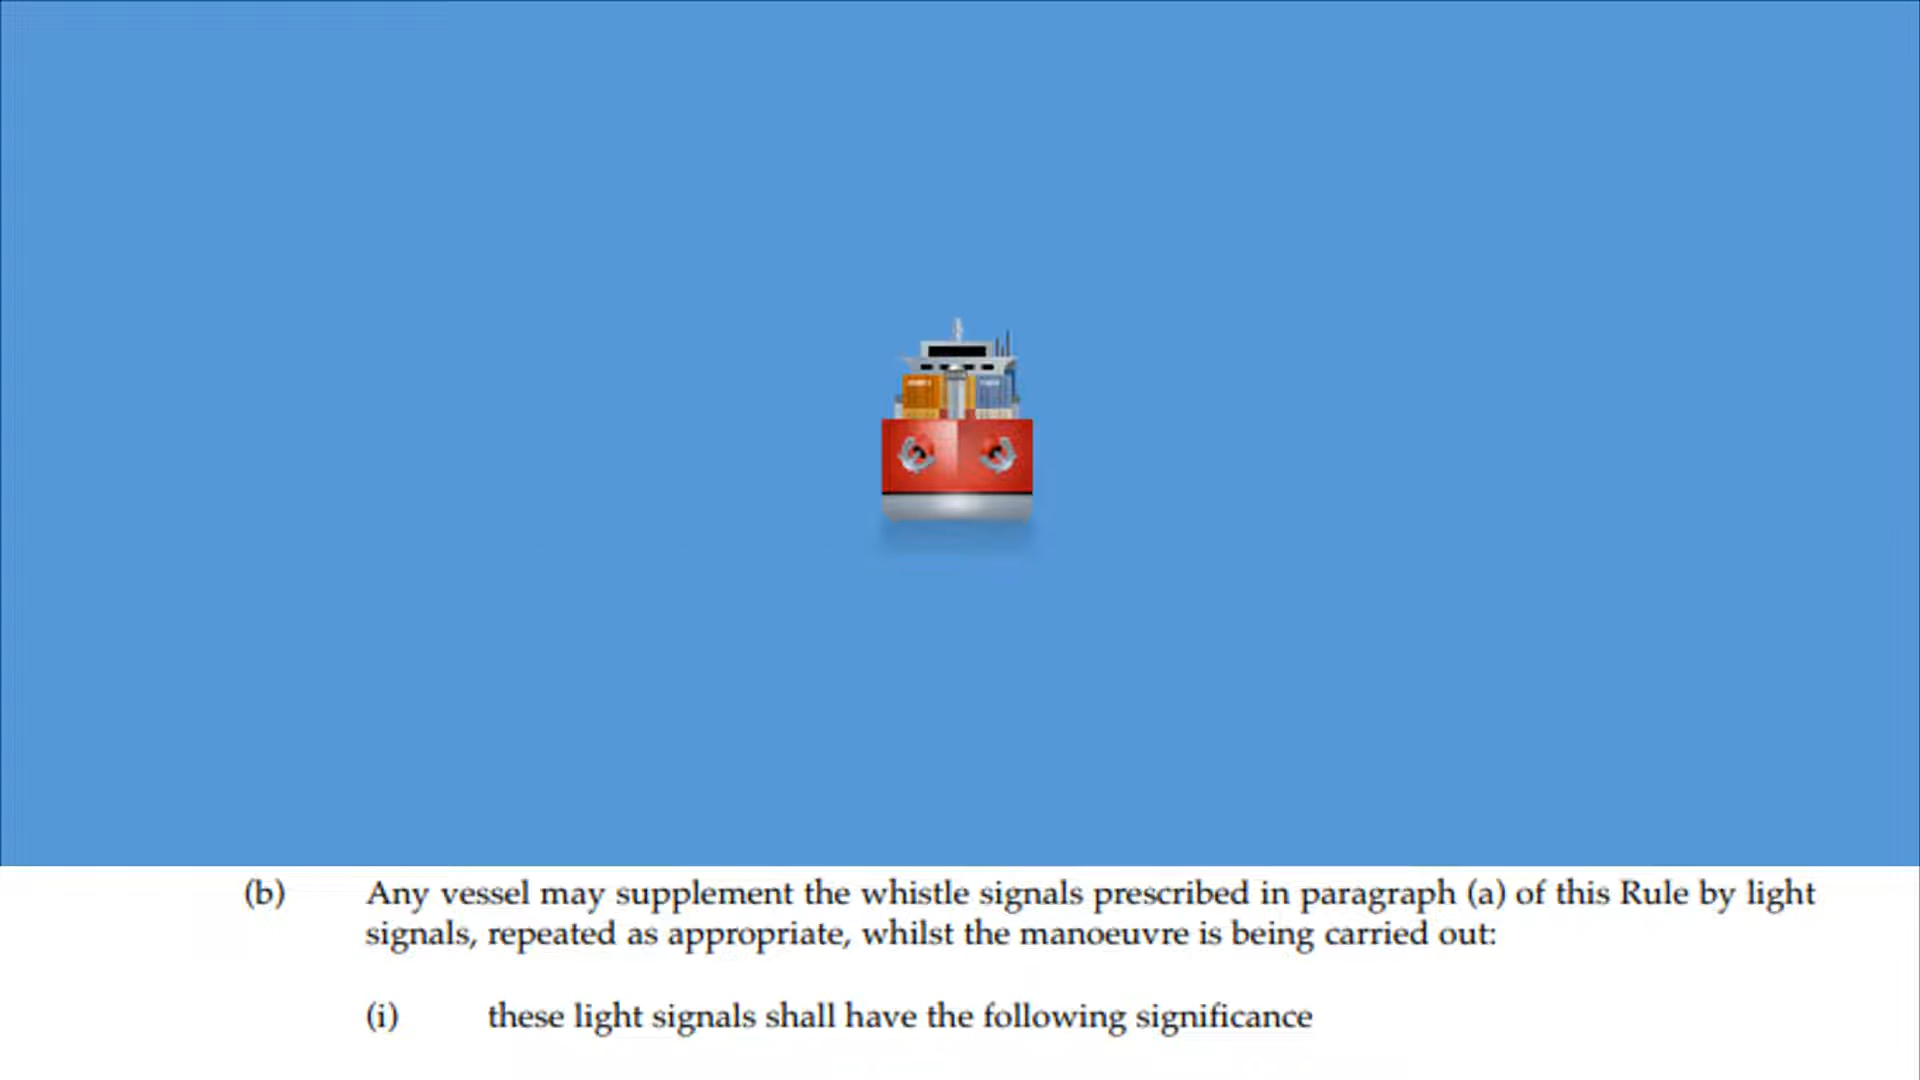 (b) Any vessel may supplement the whistle signals prescribed in paragraph (a) of this Rule by light
signals, repeated as appropriate, whilst the manoeuvre is being carried out:
(i) these light signals shall have the following significance